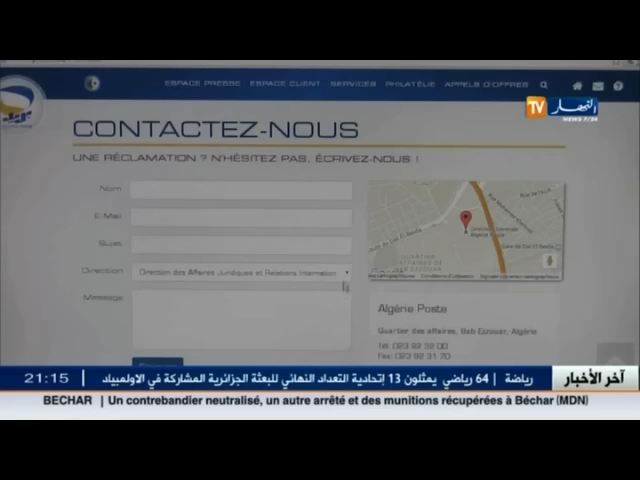 ESPACE PRESSE ESPACE CLIENT SERVICES PHILATÉLIE APPELS D'OFFRES
TV النهار
NEWS 7/24
CONTACTEZ-NOUS
UNE RÉCLAMATION ? N'HÉSITEZ PAS, ÉCRIVEZ-NOUS !
Nom
E-Mail
Sujet
Direction
Direction des Affaires Juridiques et Relations Internation
Message
Algérie Poste
Quartier des affaires, Bab Ezzouar, Algérie
Tél: 023 92 32 00
Fax: 023 92 31 70
21:15
رياضة | 64 رياضي يمثلون 13 إتحادية التعداد النهائي للبعثة الجزائرية المشاركة في الاولمبياد
آخر الأخبار
BECHAR | Un contrebandier neutralisé, un autre arrêté et des munitions récupérées à Béchar (MDN)